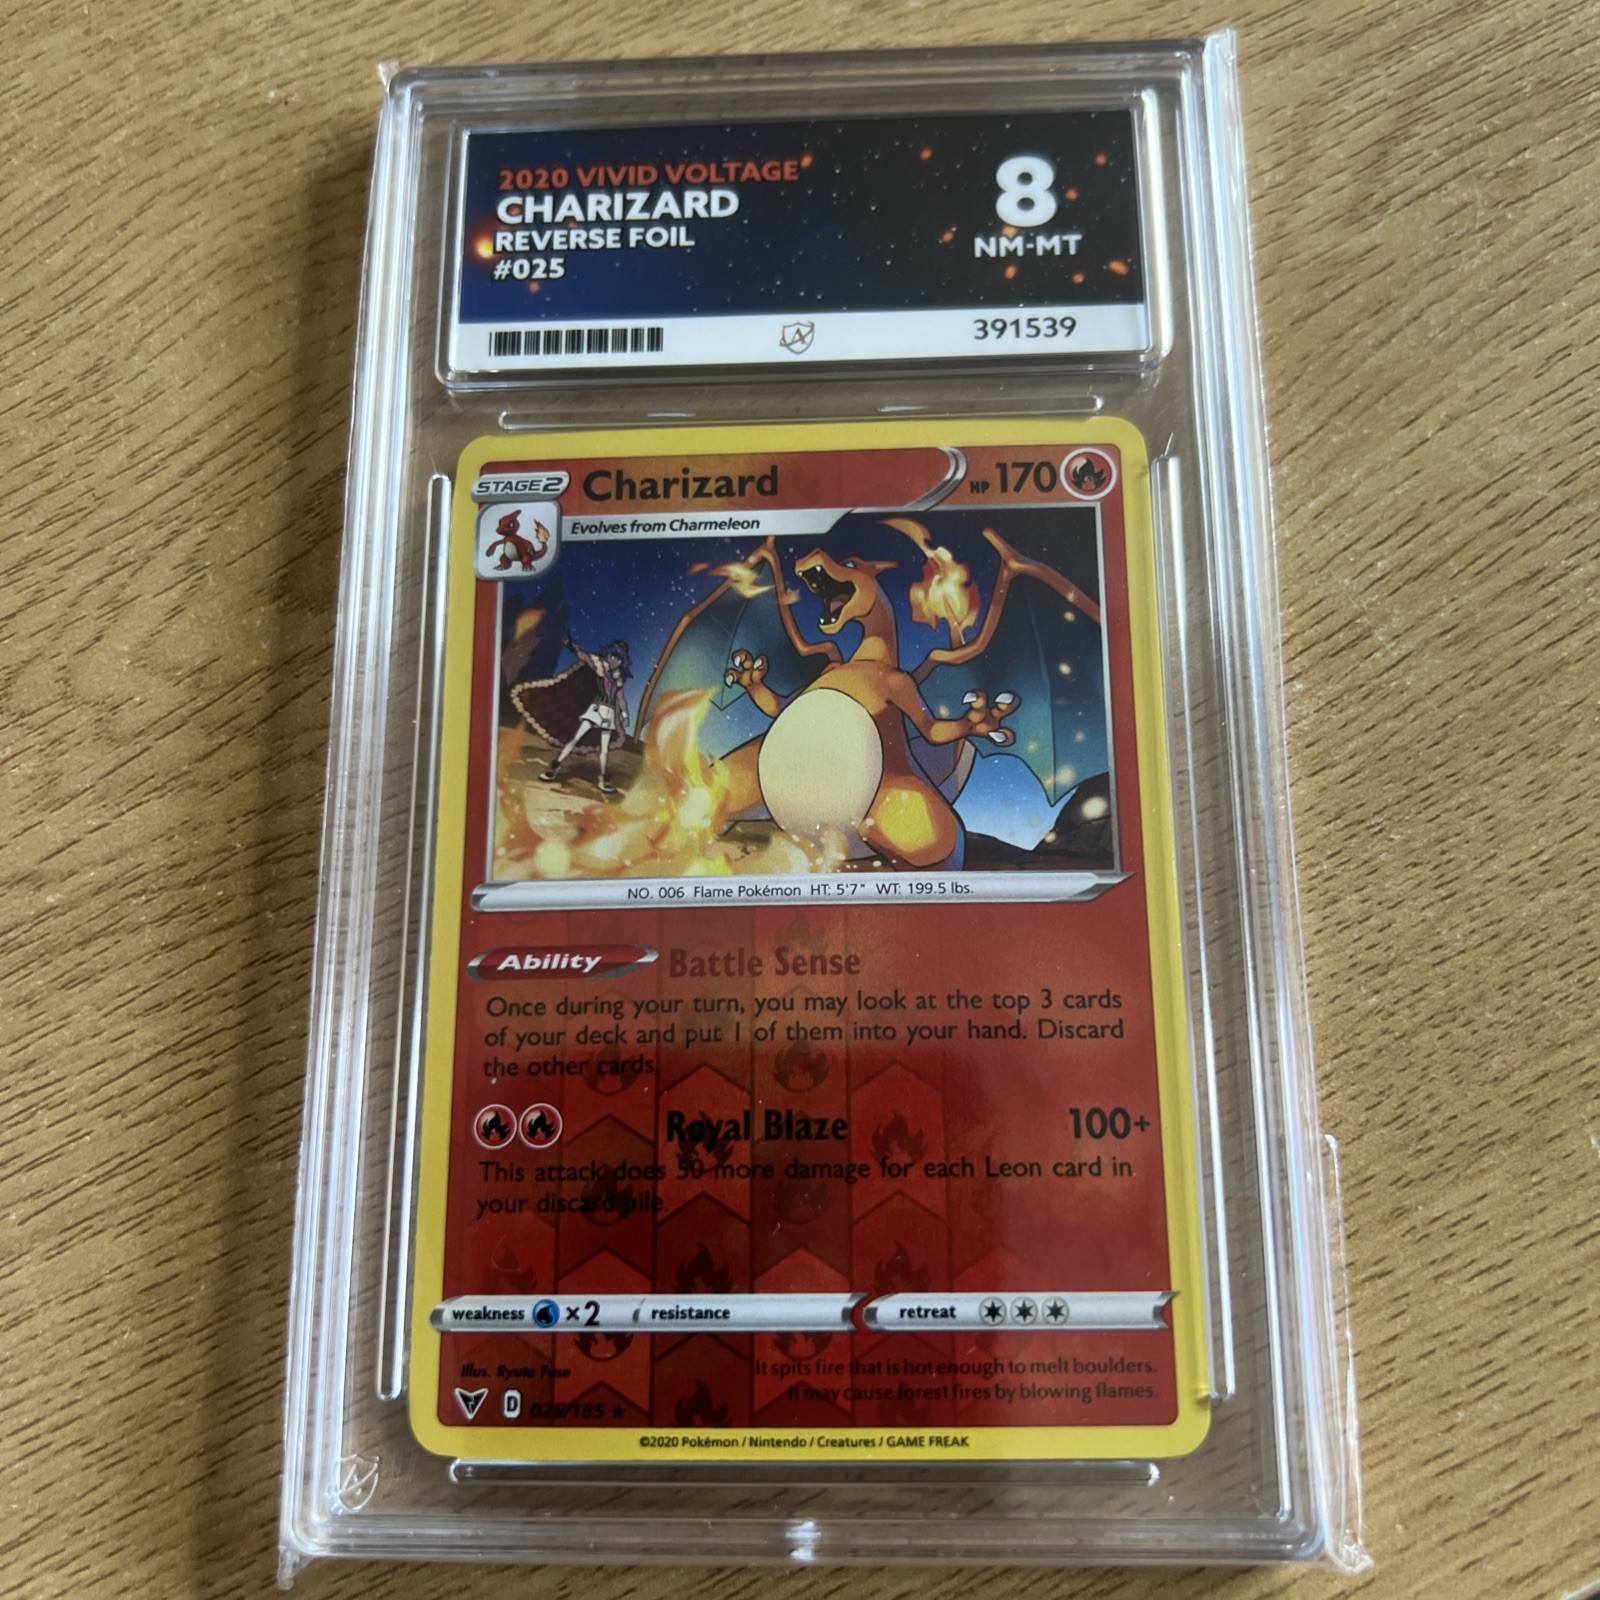 2020 VIVID VOLTAGE
CHARIZARD
REVERSE FOIL
#025
8
NM-MT
391539
STAGE2 Charizard HP 170
Evolves from Charmeleon
NO. 006 Flame Pokémon HT: 5'7" WT: 199.5 lbs.
Ability Battle Sense
Once during your turn, you may look at the top 3 cards
of your deck and put 1 of them into your hand. Discard
the other cards.
Royal Blaze 100+
This attack does 50 more damage for each Leon card in
your discard pile.
weakness ×2 resistance retreat
Illus. Ryuta Fuse
It spits fire that is hot enough to melt boulders.
It may cause forest fires by blowing flames.
D 025/185 ★
©2020 Pokémon / Nintendo / Creatures / GAME FREAK